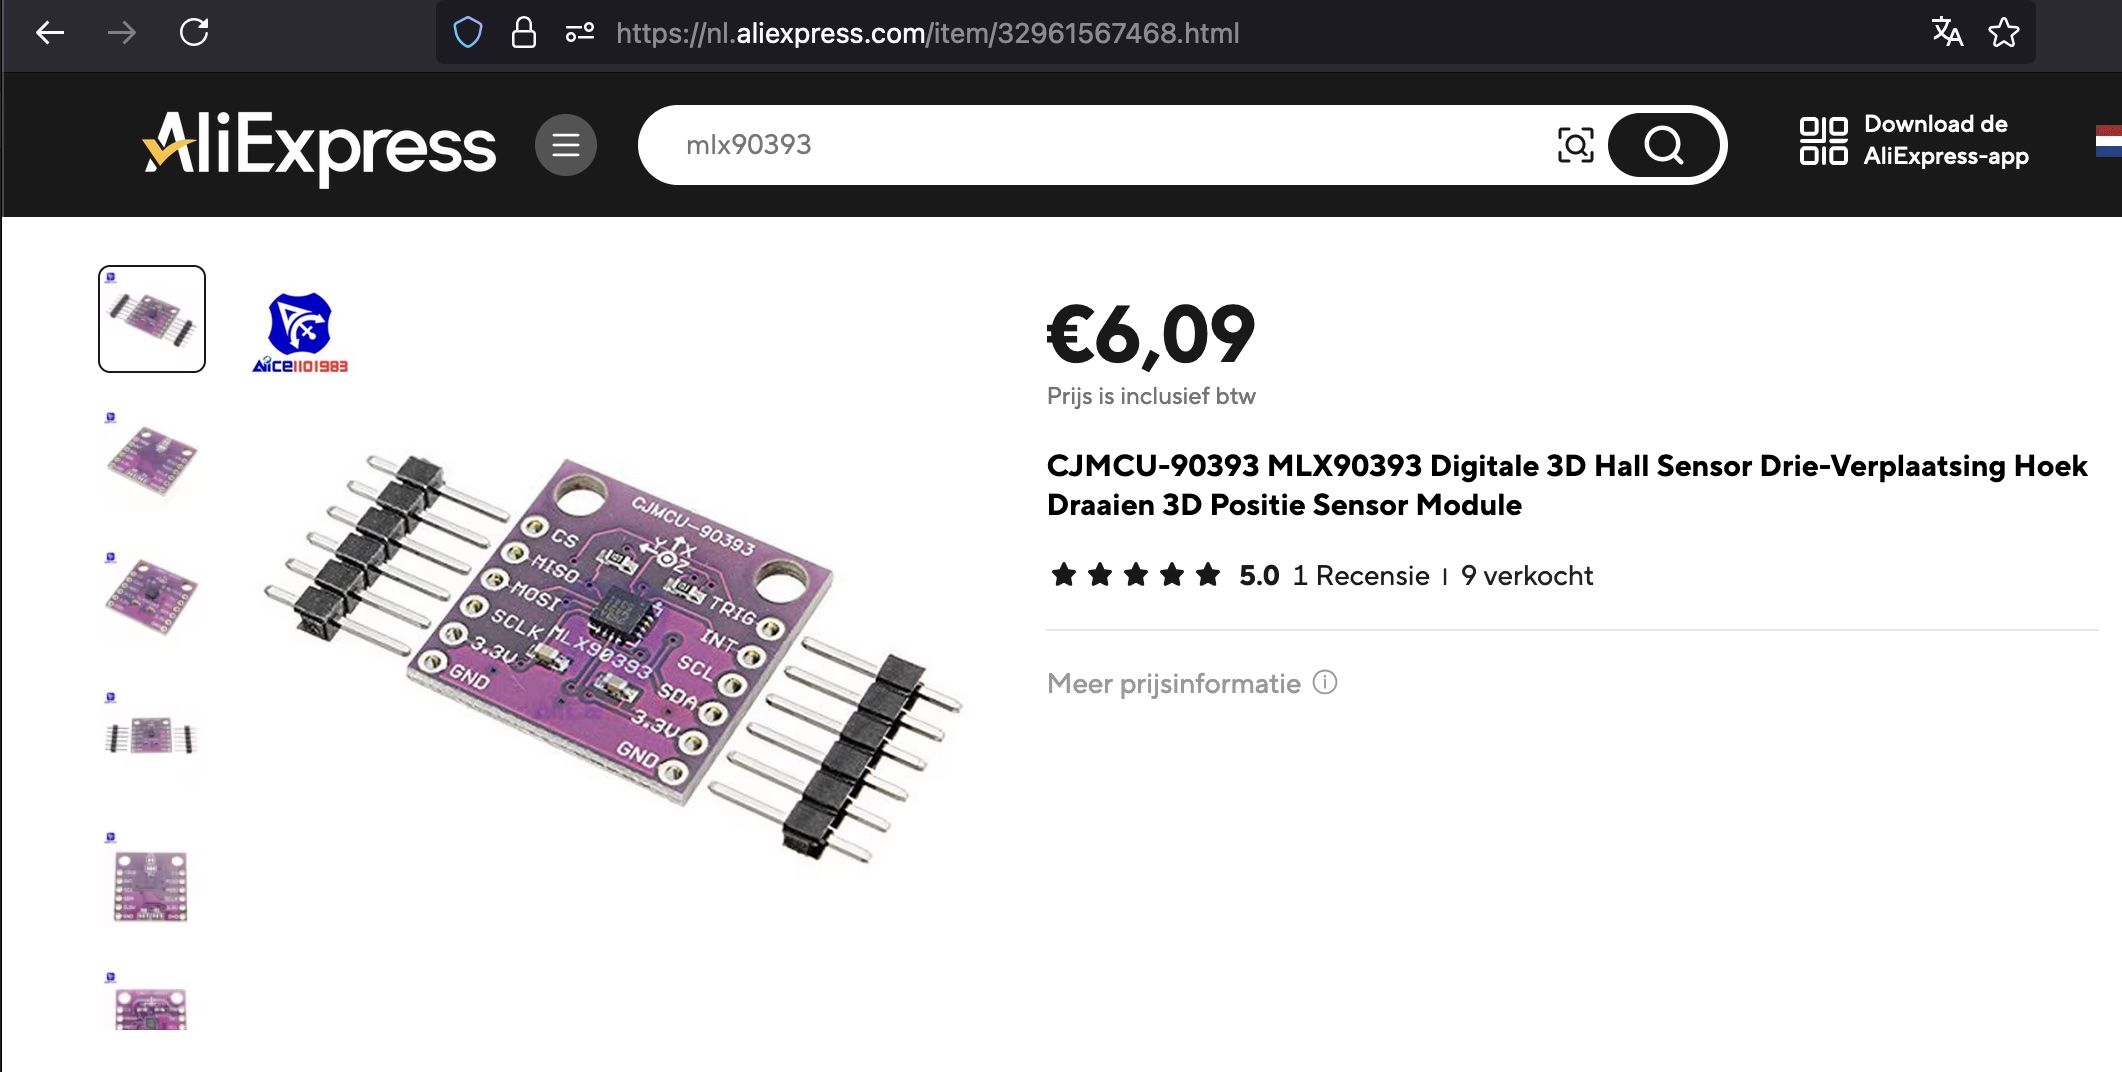 https://nl.aliexpress.com/item/32961567468.html
AliExpress
mlx90393
Download de
AliExpress-app
Aice1101983
€6,09
Prijs is inclusief btw
CJMCU-90393 MLX90393 Digitale 3D Hall Sensor Drie-Verplaatsing Hoek
Draaien 3D Positie Sensor Module
5.0 1 Recensie | 9 verkocht
Meer prijsinformatie
CJMCU-90393
Y X
Z
CS
MISO
MOSI
SCLK
3.3V
GND
MLX90393
TRIG
INT
SCL
SDA
3.3V
GND